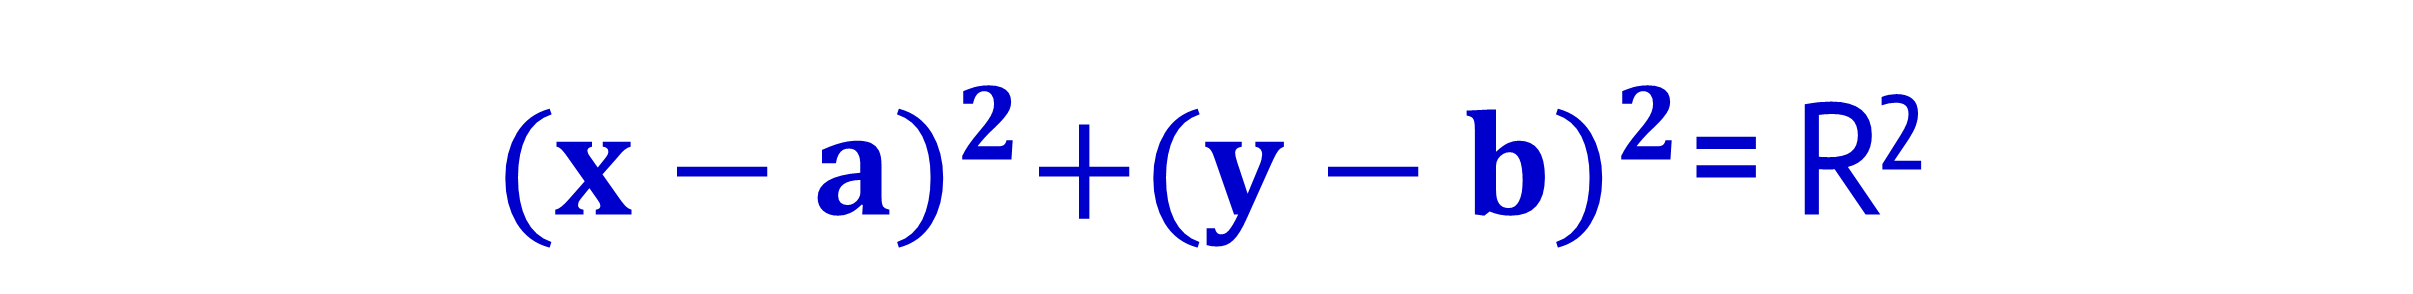 (x − a)²+(y − b)²= R²